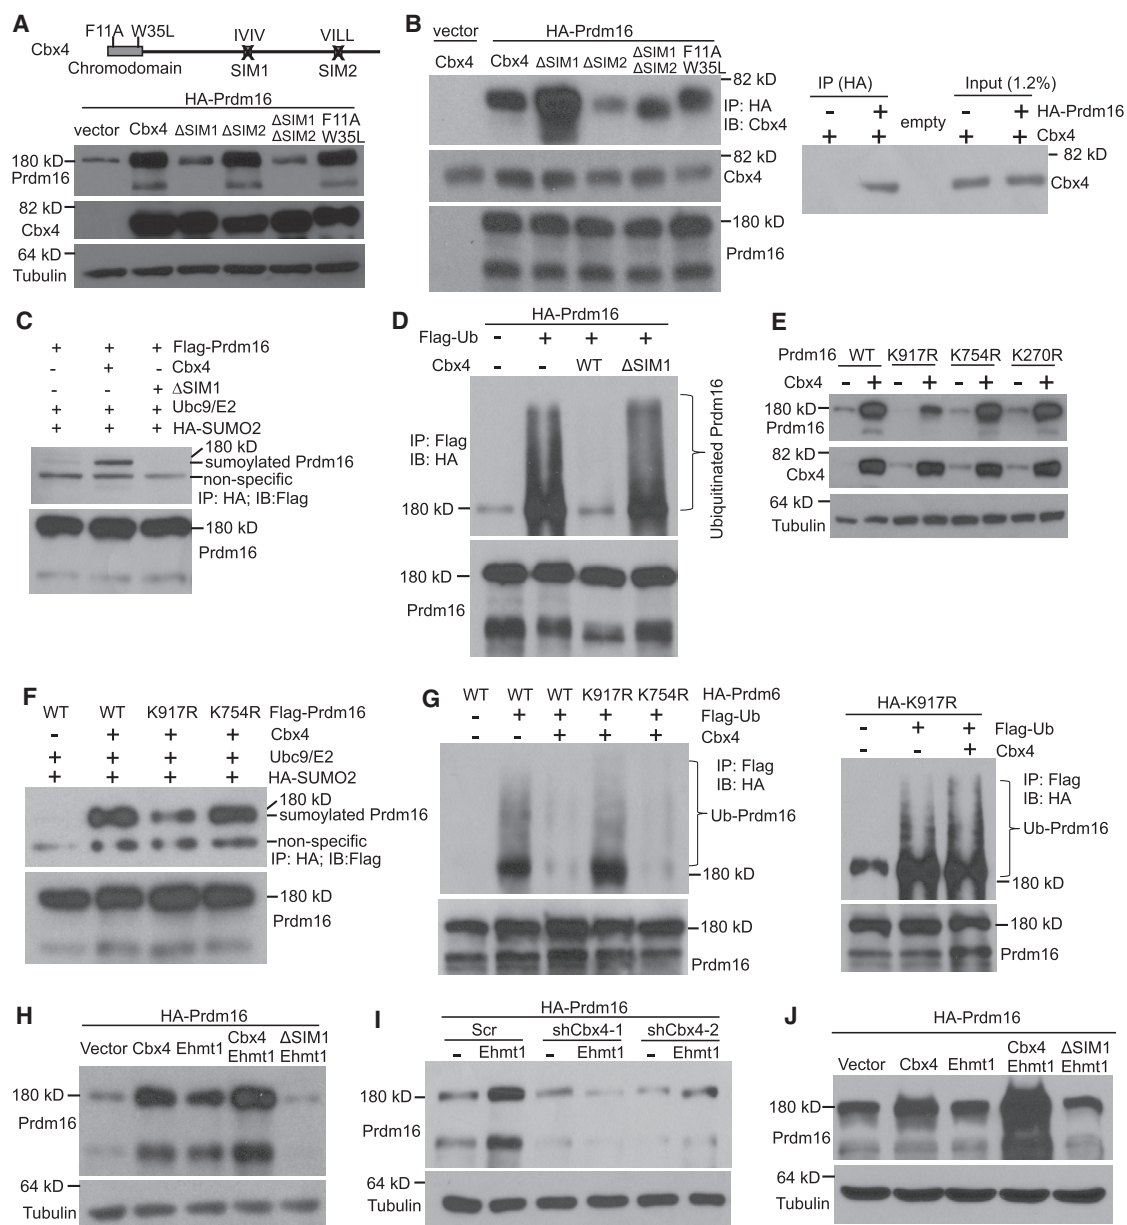 A
F11A W35L IVIV VILL
Cbx4
Chromodomain SIM1 SIM2
HA-Prdm16
vector Cbx4 ΔSIM1 ΔSIM2 ΔSIM1 ΔSIM2 F11A W35L
180 kD
Prdm16
82 kD
Cbx4
64 kD
Tubulin
B
vector HA-Prdm16
Cbx4 Cbx4 ΔSIM1 ΔSIM2 ΔSIM1 ΔSIM2 F11A W35L
82 kD
IP: HA
IB: Cbx4
82 kD
Cbx4
180 kD
Prdm16
IP (HA) Input (1.2%)
- + empty - + HA-Prdm16
+ + + + Cbx4
82 kD
Cbx4
C
+ + + Flag-Prdm16
- + - Cbx4
- - + ΔSIM1
+ + + Ubc9/E2
+ + + HA-SUMO2
180 kD
sumoylated Prdm16
non-specific
IP: HA; IB:Flag
180 kD
Prdm16
D
HA-Prdm16
Flag-Ub - + + +
Cbx4 - - WT ΔSIM1
IP: Flag
IB: HA
180 kD
Ubiquitinated Prdm16
180 kD
Prdm16
E
Prdm16 WT K917R K754R K270R
Cbx4 - + - + - + - +
180 kD
Prdm16
82 kD
Cbx4
64 kD
Tubulin
F
WT WT K917R K754R Flag-Prdm16
- + + + Cbx4
+ + + + Ubc9/E2
+ + + + HA-SUMO2
180 kD
sumoylated Prdm16
non-specific
IP: HA; IB:Flag
180 kD
Prdm16
G
WT WT WT K917R K754R HA-Prdm6
- + + + + Flag-Ub
- - + + + Cbx4
IP: Flag
IB: HA
Ub-Prdm16
180 kD
180 kD
Prdm16
HA-K917R
- + + Flag-Ub
- - + Cbx4
IP: Flag
IB: HA
Ub-Prdm16
180 kD
180 kD
Prdm16
H
HA-Prdm16
Vector Cbx4 Ehmt1 Cbx4 Ehmt1 ΔSIM1 Ehmt1
180 kD
Prdm16
64 kD
Tubulin
I
HA-Prdm16
Scr shCbx4-1 shCbx4-2
- Ehmt1 - Ehmt1 - Ehmt1
180 kD
Prdm16
64 kD
Tubulin
J
HA-Prdm16
Vector Cbx4 Ehmt1 Cbx4 Ehmt1 ΔSIM1 Ehmt1
180 kD
Prdm16
64 kD
Tubulin